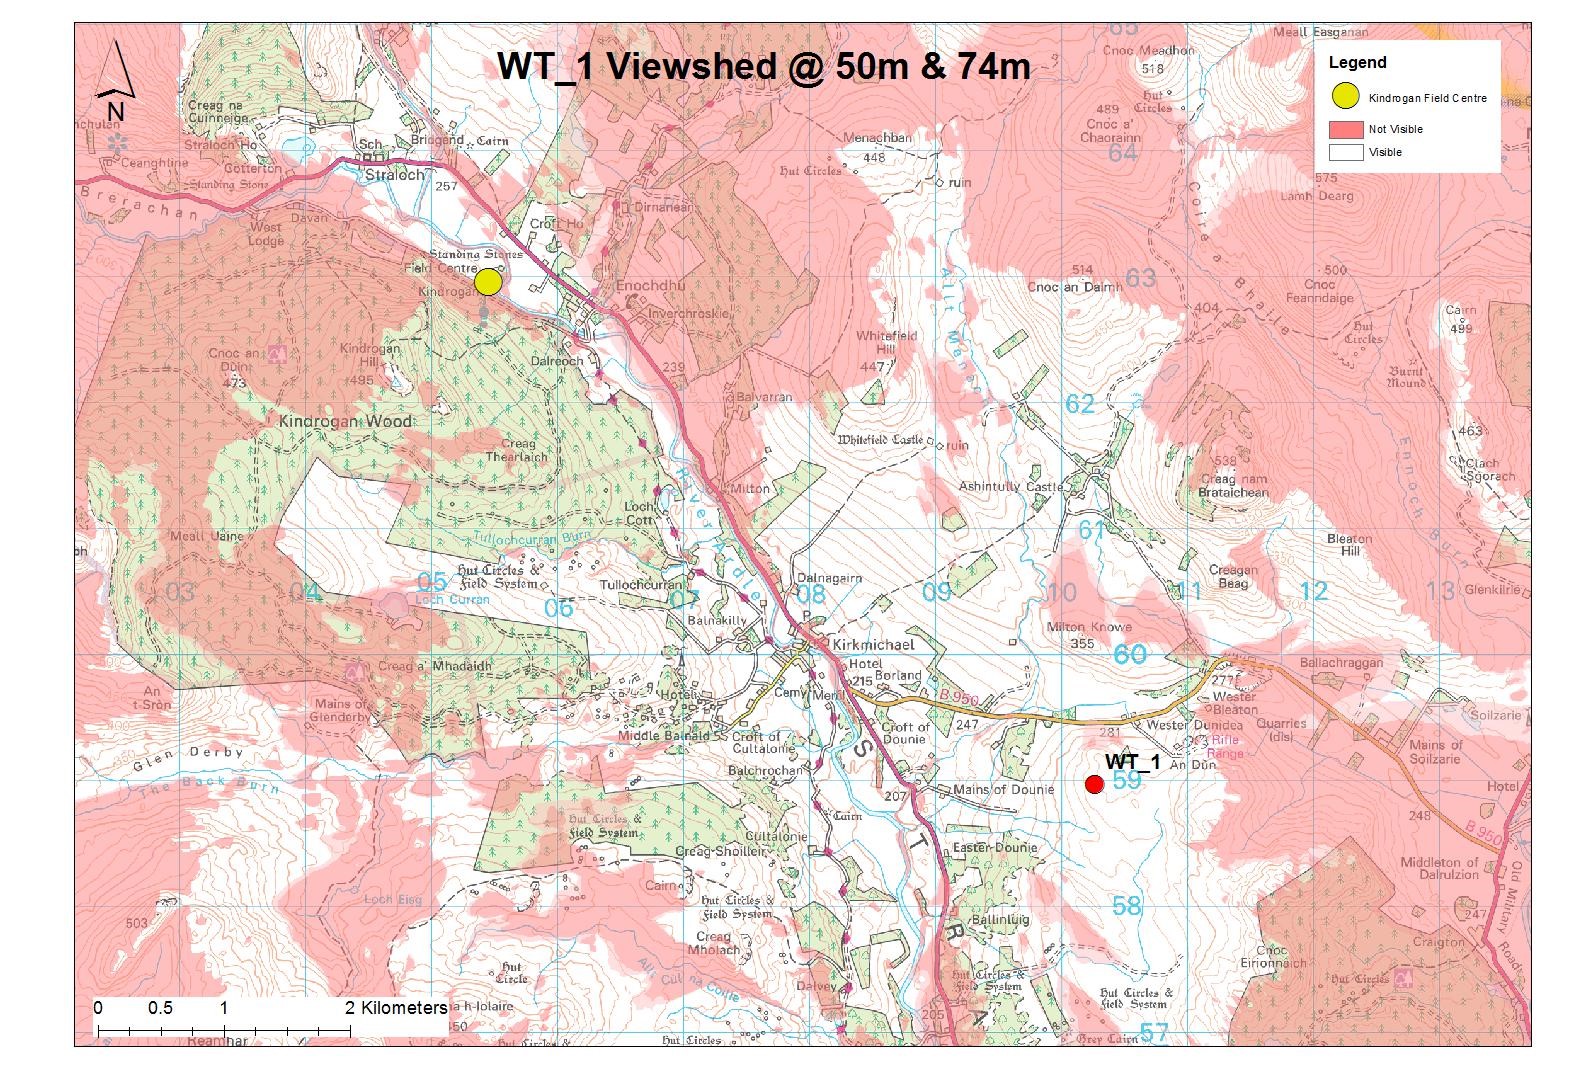 WT_1 Viewshed @ 50m & 74m
N
Legend
Kindrogan Field Centre
Not Visible
Visible
Meall Easganan
65
Cnoc Meadhon
518
Hut
Circles
489
Cnoc a'
Chaorainn
64
575
Lamh Dearg
Creag na
Cuinneige
Straloch Ho
Ceanghline
Cotterton
Standing Stone
Brerachan
Sch
Straloch
Bridgend
Cairn
257
Davan
West
Lodge
Croft Ho
Dirnanean
Menachban
448
Hut Circles
ruin
Coire a' Bhaile
Standing Stones
Field Centre
Kindrogan
Enochdhu
Inverchroskie
514
Cnoc an Daimh
63
500
Cnoc
Feanndaige
404
Allt Menach
Cairn
499
Hut
Circles
Burnt
Mound
Whitefield
Hill
447
Cnoc an
Dùin
473
Kindrogan
Hill
495
Dalreoch
239
Balvarran
62
Kindrogan Wood
Creag
Thearlaich
Whitefield Castle
ruin
463
Clach
Sgorach
538
Creag nam
Brataichean
Ashintully Castle
Milton
River Ardle
Loch
Cott
61
Bleaton
Hill
Ennoch Burn
Meall Uaine
Tullochcurran Burn
Hut Circles &
Field System
Tullochcurran
Dalnagairn
Creagan
Beag
03
04
05
Loch Curran
06
07
08
09
10
11
12
13
Glenkilrie
Balnakilly
P
Kirkmichael
Milton Knowe
355
60
Ballachraggan
Creag a' Mhadaidh
Hotel
215
Borland
B 950
277
Wester
Bleaton
An
t-Sròn
Mains of
Glenderby
Hotel
Cemy
Meml
Croft of
Dounie
247
281
Wester Dunidea
Quarries
(dis)
Soilzarie
Middle Balnald
Croft of
Cultalonie
Rifle
Range
Mains of
Soilzarie
Glen Derby
The Back Burn
Balchrochan
WT_1
59
An Dùn
207
Mains of Dounie
Hotel
248
B 950
Hut Circles &
Field System
Cairn
Cultalonie
Creag-Shoilleir
Easter Dounie
Middleton of
Dalrulzion
Old Military Road
Loch Eisg
Cairn
Hut Circles &
Field System
58
503
Ballintuig
247
Craigton
Creag
Mholach
STRA
Cnoc
Eirionnaich
Hut
Circle
Allt Cul na Coille
Dalvey
Hut Circles &
Field System
Hut Circles &
Field System
Hut Circles
0 0.5 1 2 Kilometers
205
Hut Circles
Grey Cairn
57